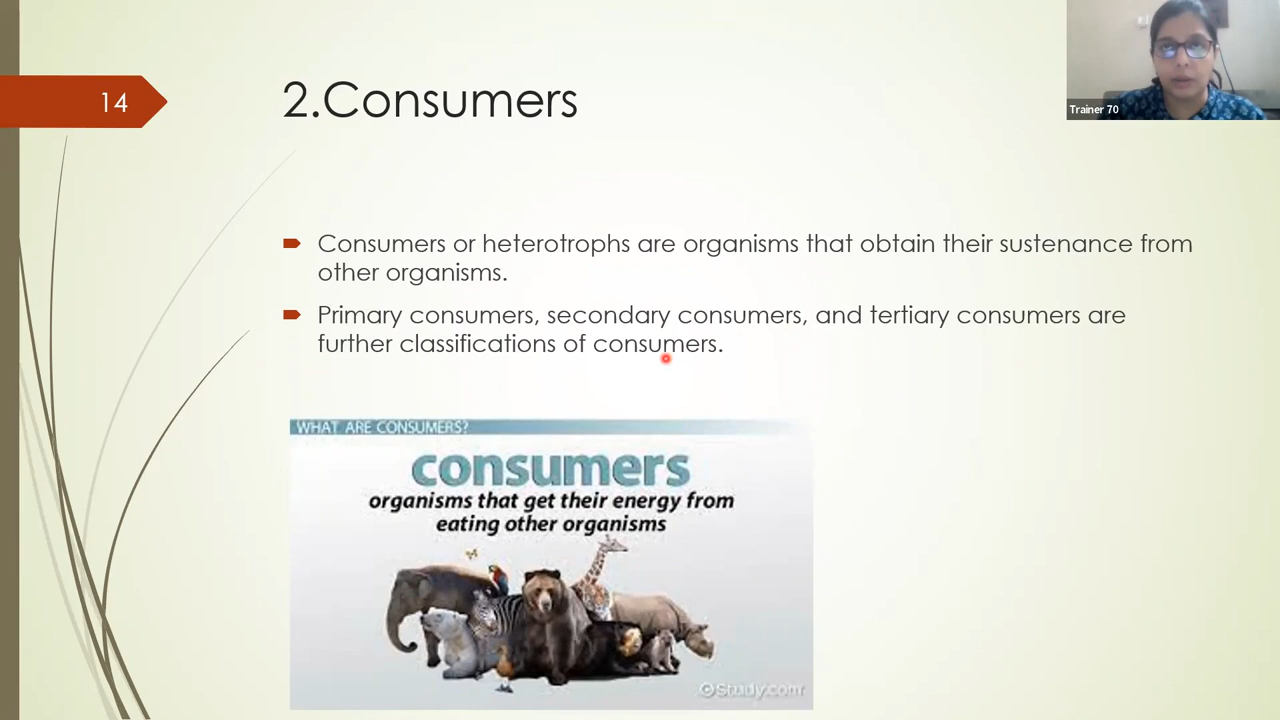 14
2.Consumers
Trainer 70
Consumers or heterotrophs are organisms that obtain their sustenance from
other organisms.
Primary consumers, secondary consumers, and tertiary consumers are
further classifications of consumers.
WHAT ARE CONSUMERS?
consumers
organisms that get their energy from
eating other organisms
Study.com